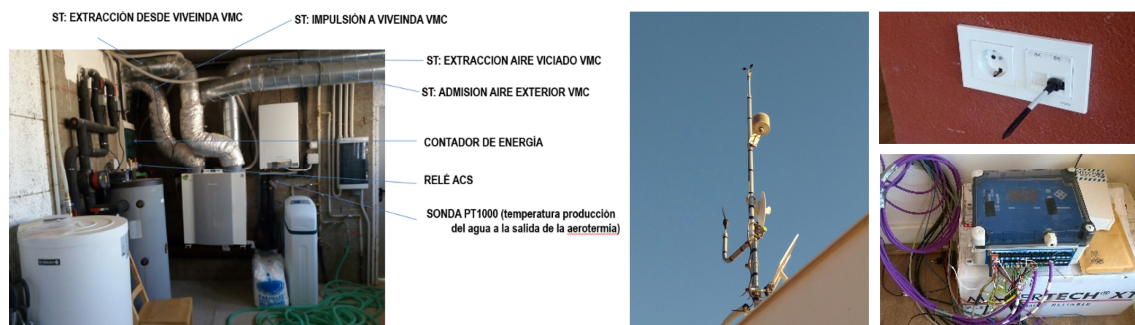 ST: EXTRACCIÓN DESDE VIVEINDA VMC
ST: IMPULSIÓN A VIVEINDA VMC
ST: EXTRACCION AIRE VICIADO VMC
ST: ADMISION AIRE EXTERIOR VMC
CONTADOR DE ENERGÍA
RELÉ ACS
SONDA PT1000 (temperatura producción
del agua a la salida de la aerotermia)